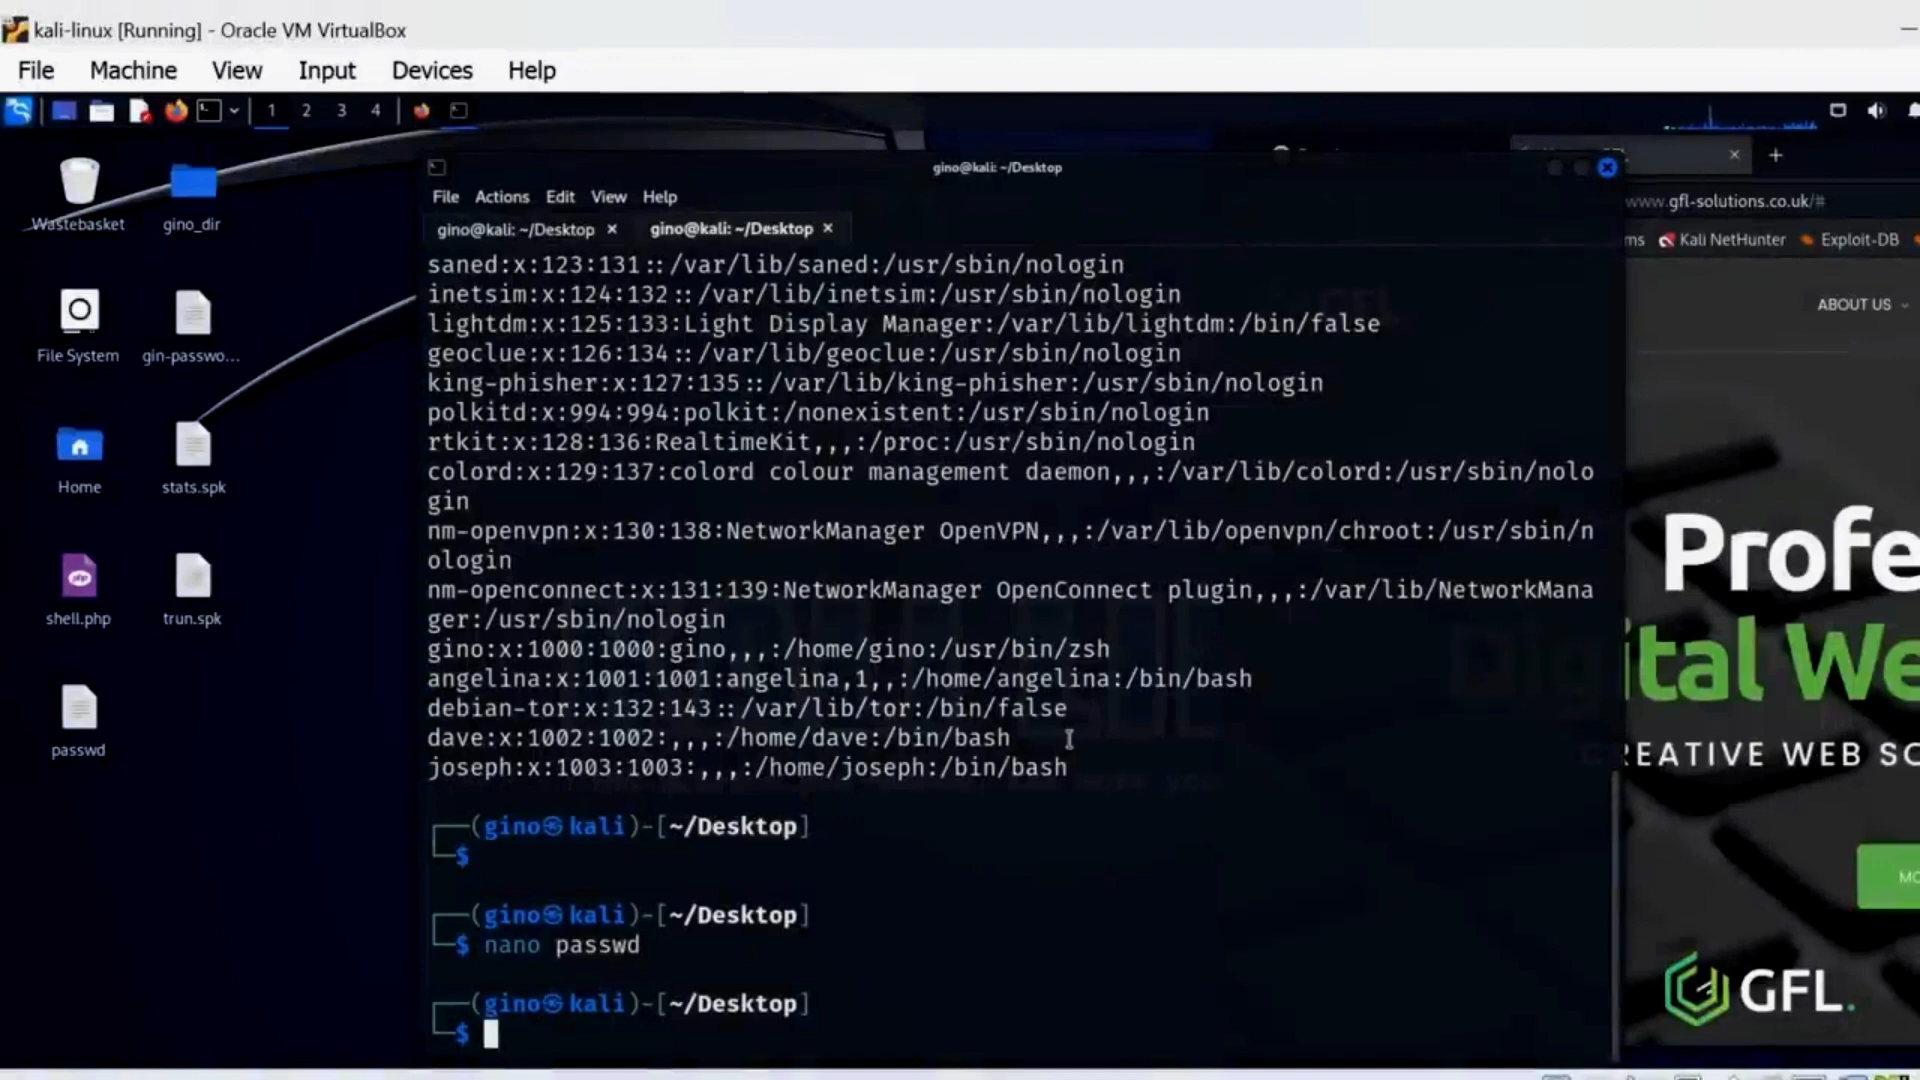 kali-linux [Running] - Oracle VM VirtualBox
File Machine View Input Devices Help
1 2 3 4
gino@kali: ~/Desktop
File Actions Edit View Help
gino@kali: ~/Desktop × gino@kali: ~/Desktop ×
saned:x:123:131::/var/lib/saned:/usr/sbin/nologin
inetsim:x:124:132::/var/lib/inetsim:/usr/sbin/nologin
lightdm:x:125:133:Light Display Manager:/var/lib/lightdm:/bin/false
geoclue:x:126:134::/var/lib/geoclue:/usr/sbin/nologin
king-phisher:x:127:135::/var/lib/king-phisher:/usr/sbin/nologin
polkitd:x:994:994:polkit:/nonexistent:/usr/sbin/nologin
rtkit:x:128:136:RealtimeKit,,,:/proc:/usr/sbin/nologin
colord:x:129:137:colord colour management daemon,,,:/var/lib/colord:/usr/sbin/nolo
gin
nm-openvpn:x:130:138:NetworkManager OpenVPN,,,:/var/lib/openvpn/chroot:/usr/sbin/n
ologin
nm-openconnect:x:131:139:NetworkManager OpenConnect plugin,,,:/var/lib/NetworkMana
ger:/usr/sbin/nologin
gino:x:1000:1000:gino,,,:/home/gino:/usr/bin/zsh
angelina:x:1001:1001:angelina,1,,:/home/angelina:/bin/bash
debian-tor:x:132:143::/var/lib/tor:/bin/false
dave:x:1002:1002:,,,:/home/dave:/bin/bash
joseph:x:1003:1003:,,,:/home/joseph:/bin/bash
(gino㉿kali)-[~/Desktop]
$
(gino㉿kali)-[~/Desktop]
$ nano passwd
(gino㉿kali)-[~/Desktop]
$
Wastebasket gino_dir
File System gin-passwo...
Home stats.spk
php
shell.php trun.spk
passwd
www.gfl-solutions.co.uk/#
ms Kali NetHunter Exploit-DB
ABOUT US
Profe
Digital We
CREATIVE WEB SO
MO
GFL.